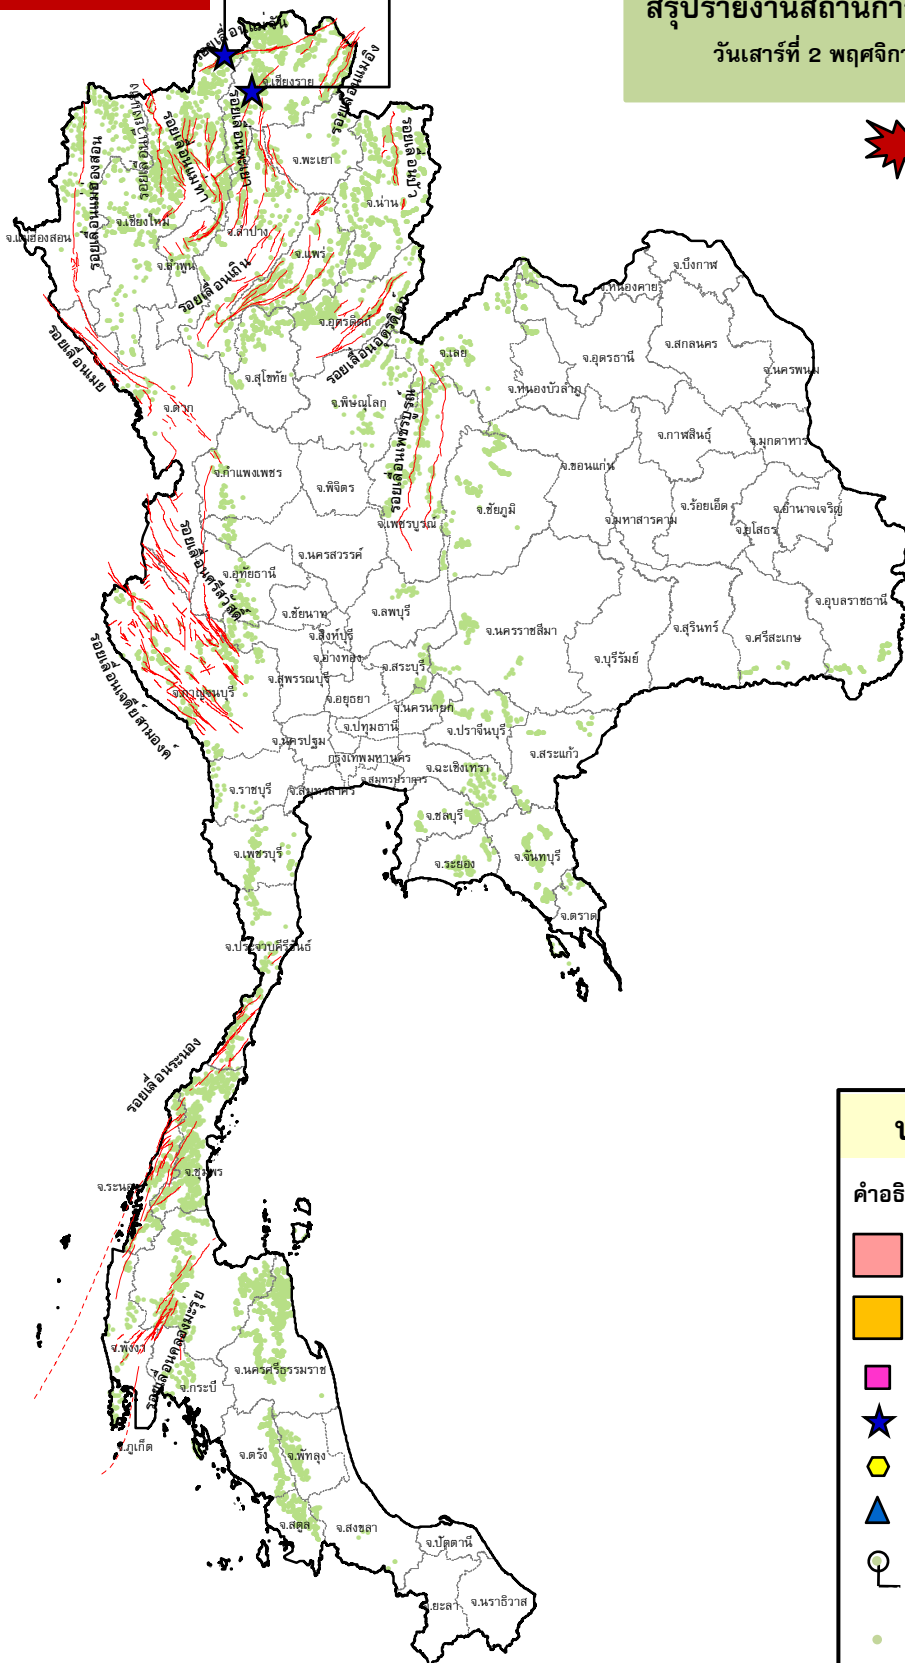 สรุปรายงานสถานกา
วันเสาร์ที่ 2 พฤศจิกา
รอยเลื่อนแม่จัน
จ.เชียงราย
รอยเลื่อนแม่อิง
รอยเลื่อนแม่ฮ่องสอน
รอยเลื่อนแม่ทา
รอยเลื่อนพะเยา
รอยเลื่อนปัว
จ.พะเยา
จ.น่าน
จ.แม่ฮ่องสอน
จ.เชียงใหม่
จ.ลำปาง
จ.ลำพูน
จ.แพร่
รอยเลื่อนเถิน
จ.อุตรดิตถ์
รอยเลื่อนอุตรดิตถ์
จ.บึงกาฬ
จ.หนองคาย
รอยเลื่อนเมย
จ.สุโขทัย
จ.เลย
จ.อุดรธานี
จ.สกลนคร
จ.นครพนม
จ.หนองบัวลำภู
จ.ตาก
จ.พิษณุโลก
รอยเลื่อนเพชรบูรณ์
จ.กาฬสินธุ์
จ.มุกดาหาร
จ.กำแพงเพชร
จ.พิจิตร
จ.ขอนแก่น
จ.เพชรบูรณ์
จ.ชัยภูมิ
จ.มหาสารคาม
จ.ร้อยเอ็ด
จ.ยโสธร
จ.อำนาจเจริญ
รอยเลื่อนศรีสวัสดิ์
จ.นครสวรรค์
จ.อุทัยธานี
จ.ชัยนาท
จ.ลพบุรี
จ.อุบลราชธานี
จ.สิงห์บุรี
จ.นครราชสีมา
จ.สุรินทร์
จ.ศรีสะเกษ
จ.อ่างทอง
จ.สระบุรี
จ.บุรีรัมย์
รอยเลื่อนเจดีย์สามองค์
จ.กาญจนบุรี
จ.สุพรรณบุรี
จ.อยุธยา
จ.นครนายก
จ.ปทุมธานี
จ.ปราจีนบุรี
จ.นครปฐม
กรุงเทพมหานคร
จ.สระแก้ว
จ.ฉะเชิงเทรา
จ.สมุทรปราการ
จ.ราชบุรี
จ.สมุทรสาคร
จ.ชลบุรี
จ.เพชรบุรี
จ.ระยอง
จ.จันทบุรี
จ.ตราด
จ.ประจวบคีรีขันธ์
รอยเลื่อนระนอง
จ.ชุมพร
จ.ระนอง
รอยเลื่อนคลองมะรุ่ย
จ.พังงา
จ.กระบี่
จ.นครศรีธรรมราช
จ.ภูเก็ต
จ.ตรัง
จ.พัทลุง
จ.สตูล
จ.สงขลา
จ.ปัตตานี
จ.ยะลา
จ.นราธิวาส
คำอธิ